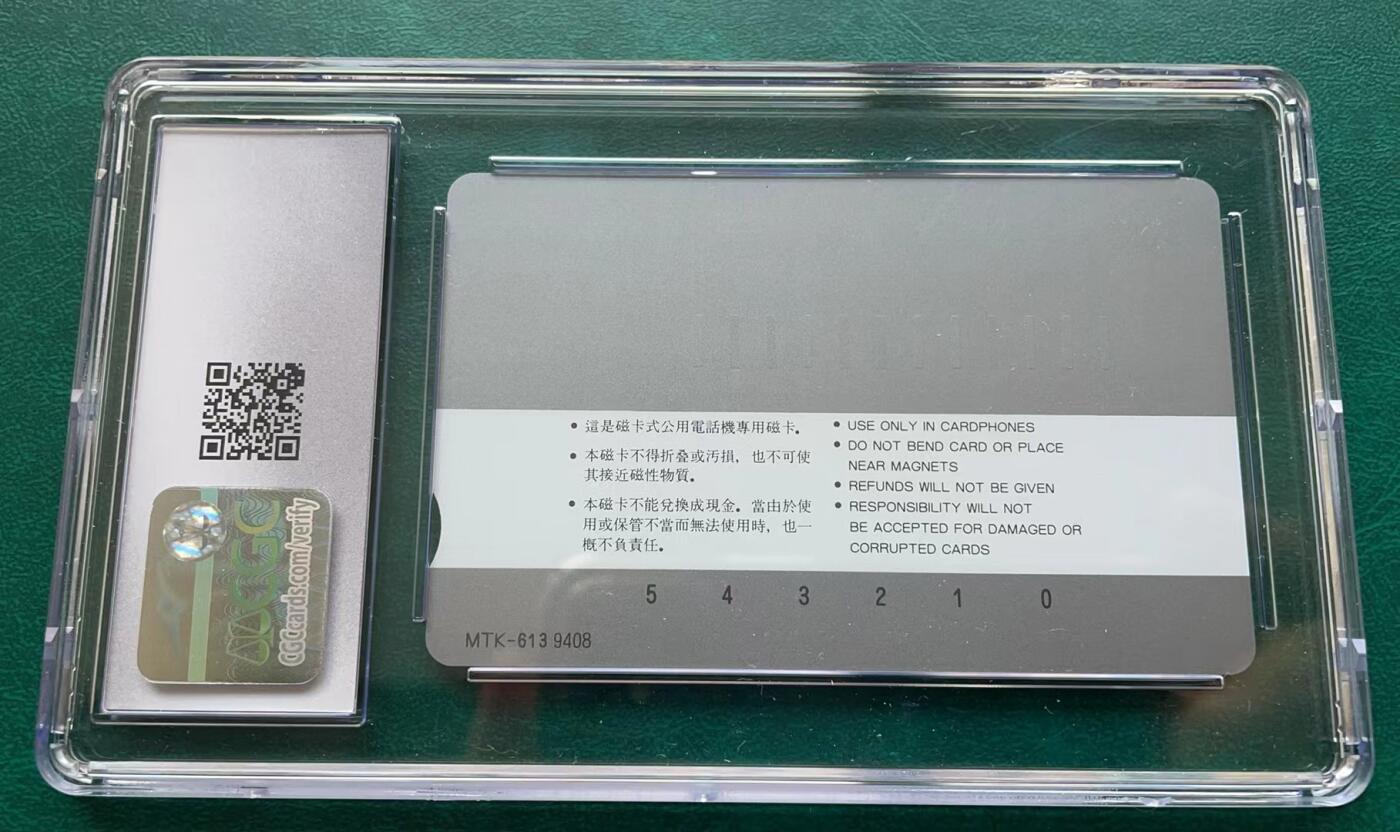 CGC
CGCcards.com/verify
• 這是磁卡式公用電話機專用磁卡。
• 本磁卡不得折叠或污損，也不可使
其接近磁性物質。
• 本磁卡不能兌換成現金。當由於使
用或保管不當而無法使用時，也一
概不負責任。
• USE ONLY IN CARDPHONES
• DO NOT BEND CARD OR PLACE
NEAR MAGNETS
• REFUNDS WILL NOT BE GIVEN
• RESPONSIBILITY WILL NOT
BE ACCEPTED FOR DAMAGED OR
CORRUPTED CARDS
5 4 3 2 1 0
MTK-613 9408